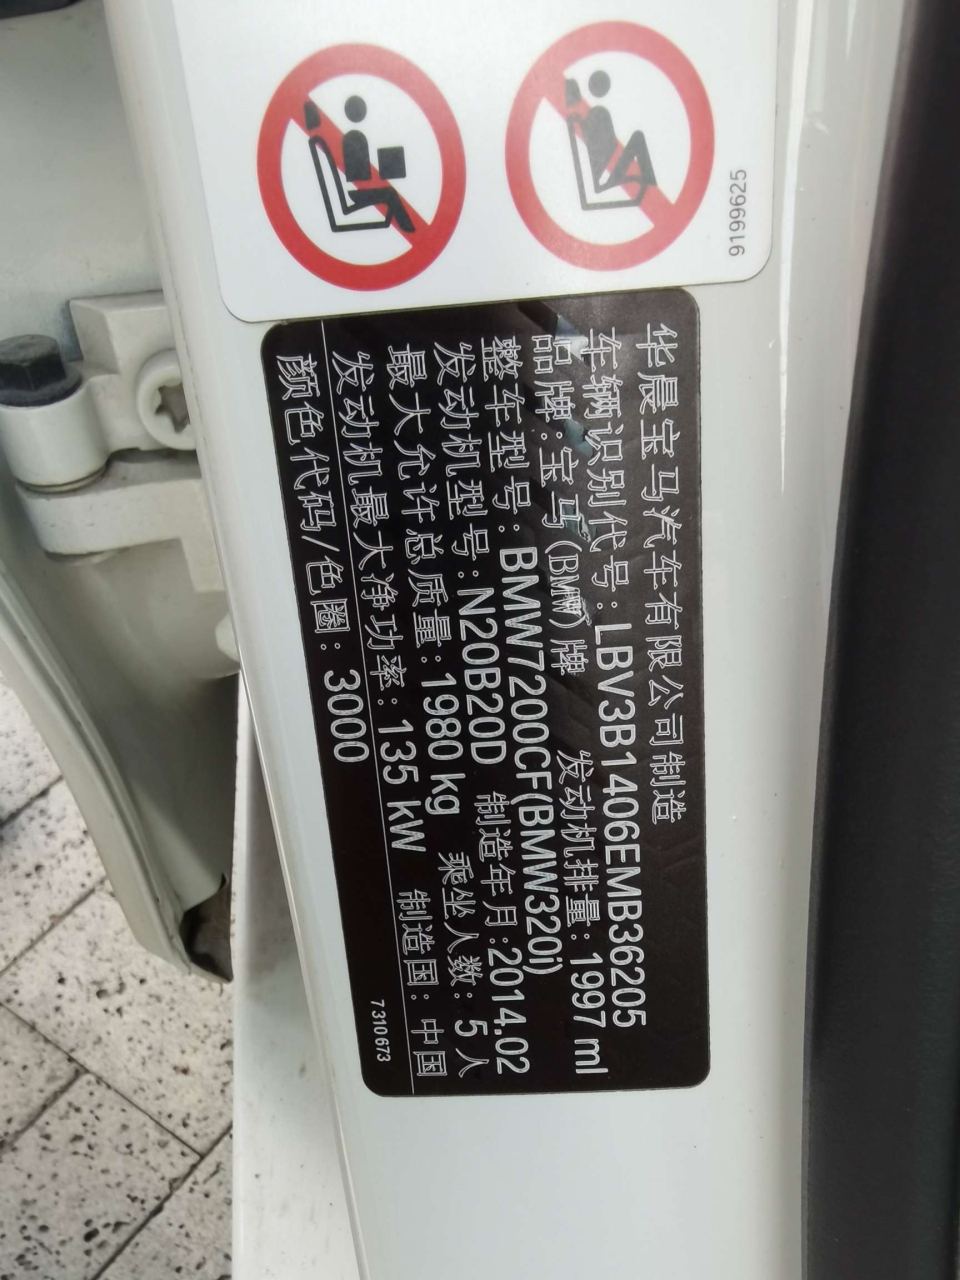 9199625
华晨宝马汽车有限公司制造
车辆识别代号:LBV3B1406EMB36205
品牌:宝马(BMW)牌 发动机排量:1997 ml
整车型号:BMW7200CF(BMW320i)
发动机型号:N20B20D 制造年月:2014.02
最大允许总质量:1980 kg 乘坐人数:5人
发动机最大净功率:135 kW 制造国:中国
颜色代码/色圈:3000
7310673